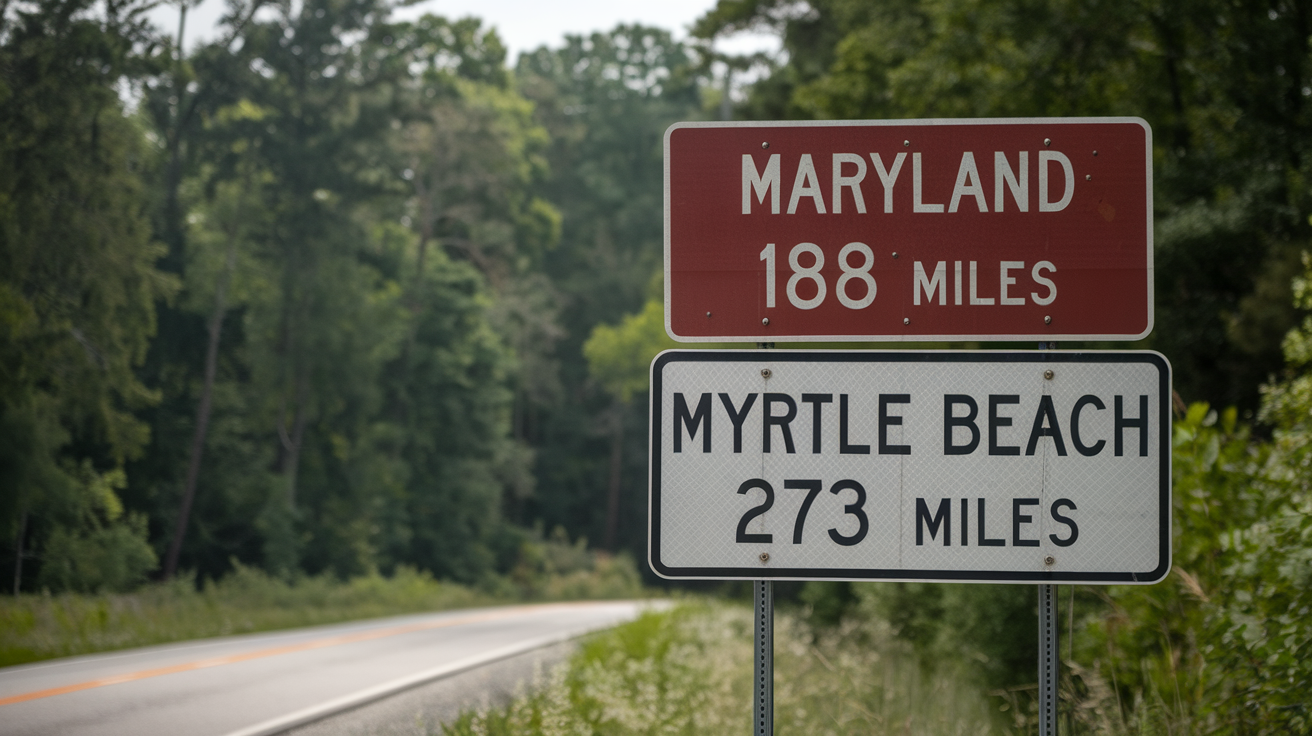 MARYLAND
188 MILES
MYRTLE BEACH
273 MILES